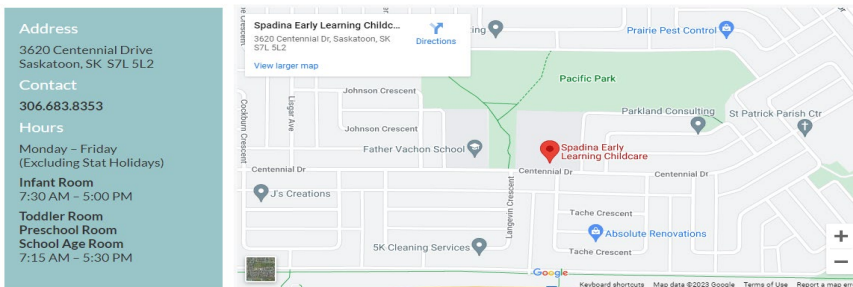 Address
3620 Centennial Drive
Saskatoon, SK S7L 5L2
Contact
306.683.8353
Hours
Monday – Friday
(Excluding Stat Holidays)
Infant Room
7:30 AM – 5:00 PM
Toddler Room
Preschool Room
School Age Room
7:15 AM – 5:30 PM
Spadina Early Learning Childc...
3620 Centennial Dr, Saskatoon, SK
S7L 5L2
Directions
View larger map
Prairie Pest Control
Pacific Park
Johnson Crescent
Parkland Consulting
St Patrick Parish Ctr
Cockburn Crescent
Lisgar Ave
Johnson Crescent
Father Vachon School
Spadina Early
Learning Childcare
Centennial Dr
Centennial Dr
Centennial Dr
J's Creations
Langevin Crescent
Tache Crescent
Absolute Renovations
5K Cleaning Services
Tache Crescent
Google
Keyboard shortcuts
Map data ©2023 Google
Terms of Use
Report a map err